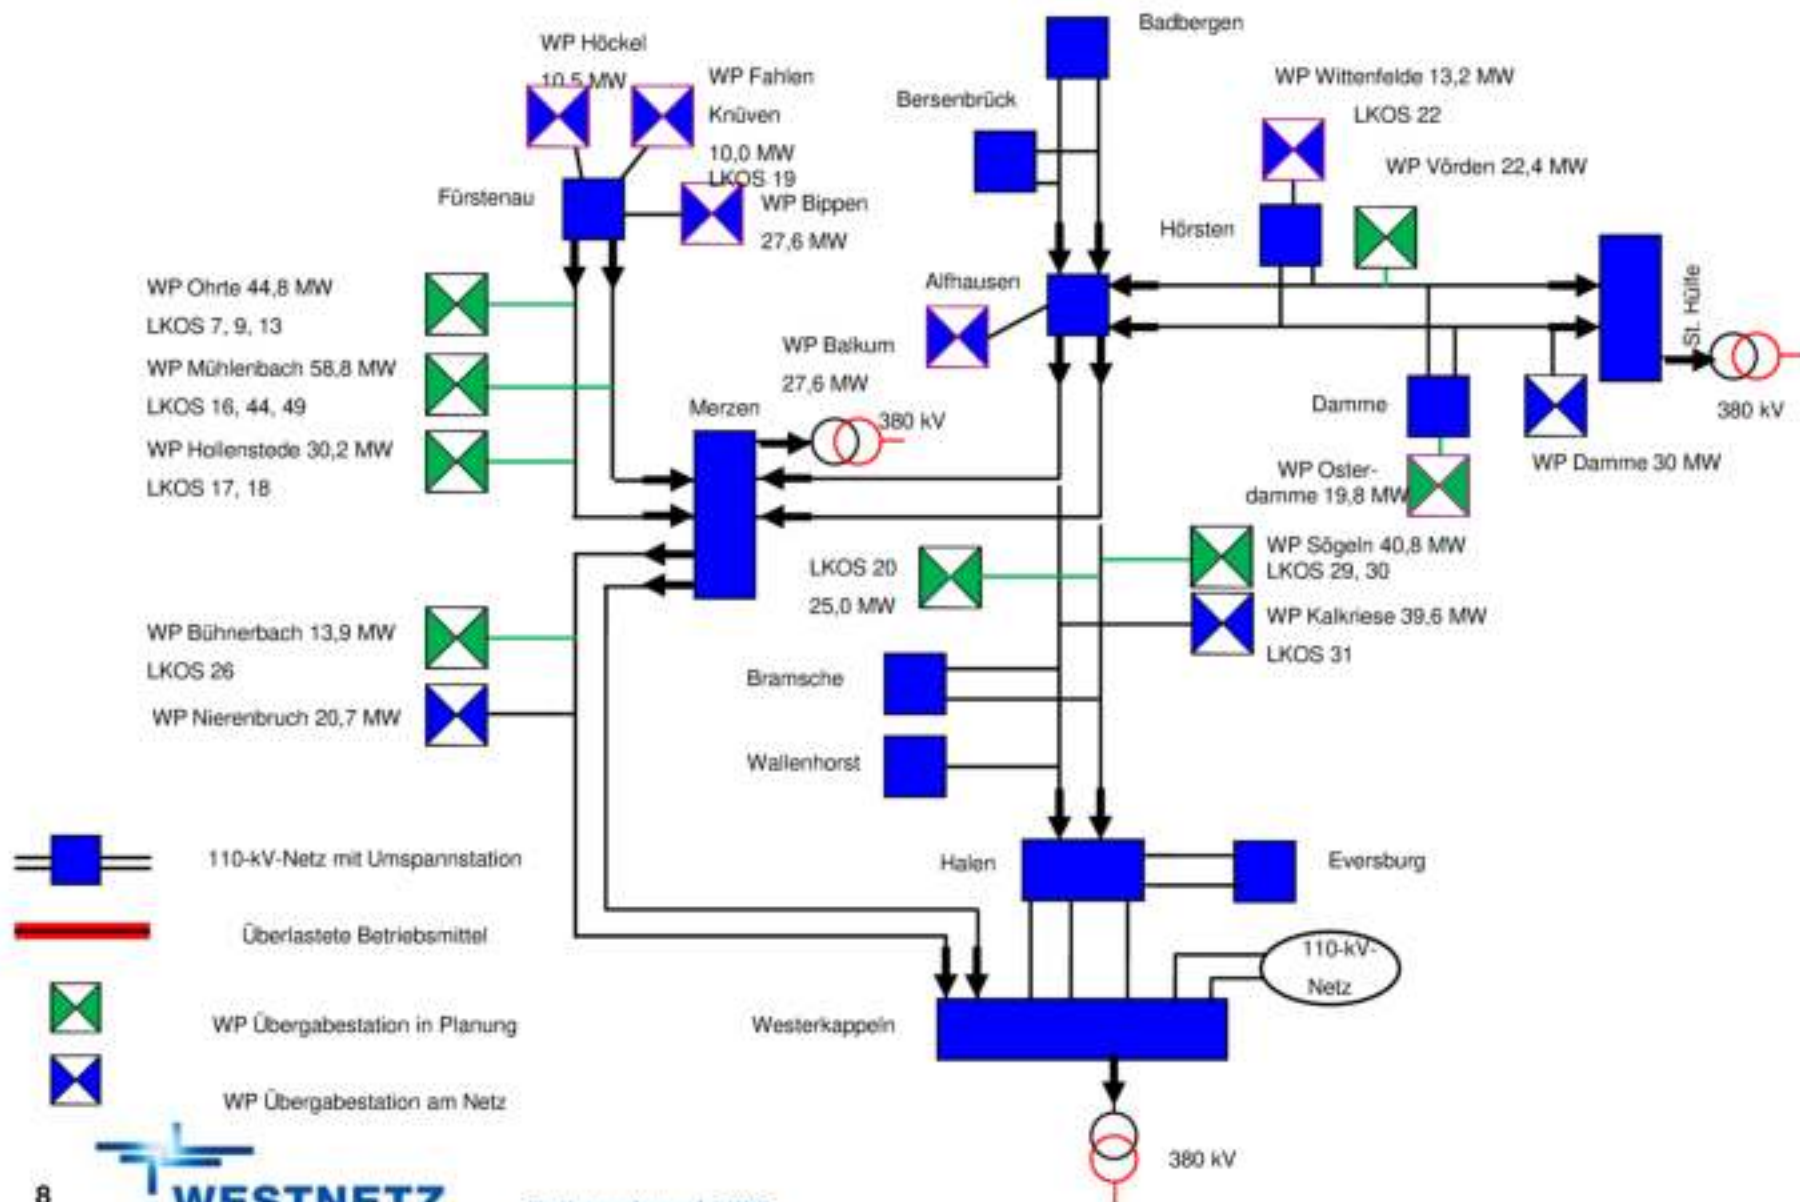 Badbergen
WP Höckel
10,5 MW
WP Fahlen
Knüven
10,0 MW
LKOS 19
Bersenbrück
WP Wittenfelde 13,2 MW
LKOS 22
WP Vörden 22,4 MW
Fürstenau
WP Bippen
27,6 MW
Hörsten
WP Ohrte 44,8 MW
LKOS 7, 9, 13
Alfhausen
St. Hülfe
WP Mühlenbach 58,8 MW
LKOS 16, 44, 49
WP Balkum
27,6 MW
Merzen
380 kV
Damme
380 kV
WP Hollenstede 30,2 MW
LKOS 17, 18
WP Oster-
damme 19,8 MW
WP Damme 30 MW
LKOS 20
25,0 MW
WP Sögeln 40,8 MW
LKOS 29, 30
WP Bühnerbach 13,9 MW
LKOS 26
WP Kalkriese 39,6 MW
LKOS 31
Bramsche
WP Nierenbruch 20,7 MW
Wallenhorst
110-kV-Netz mit Umspannstation
Halen
Eversburg
Überlastete Betriebsmittel
110-kV-
Netz
WP Übergabestation in Planung
Westerkappeln
WP Übergabestation am Netz
380 kV
8
WESTNETZ